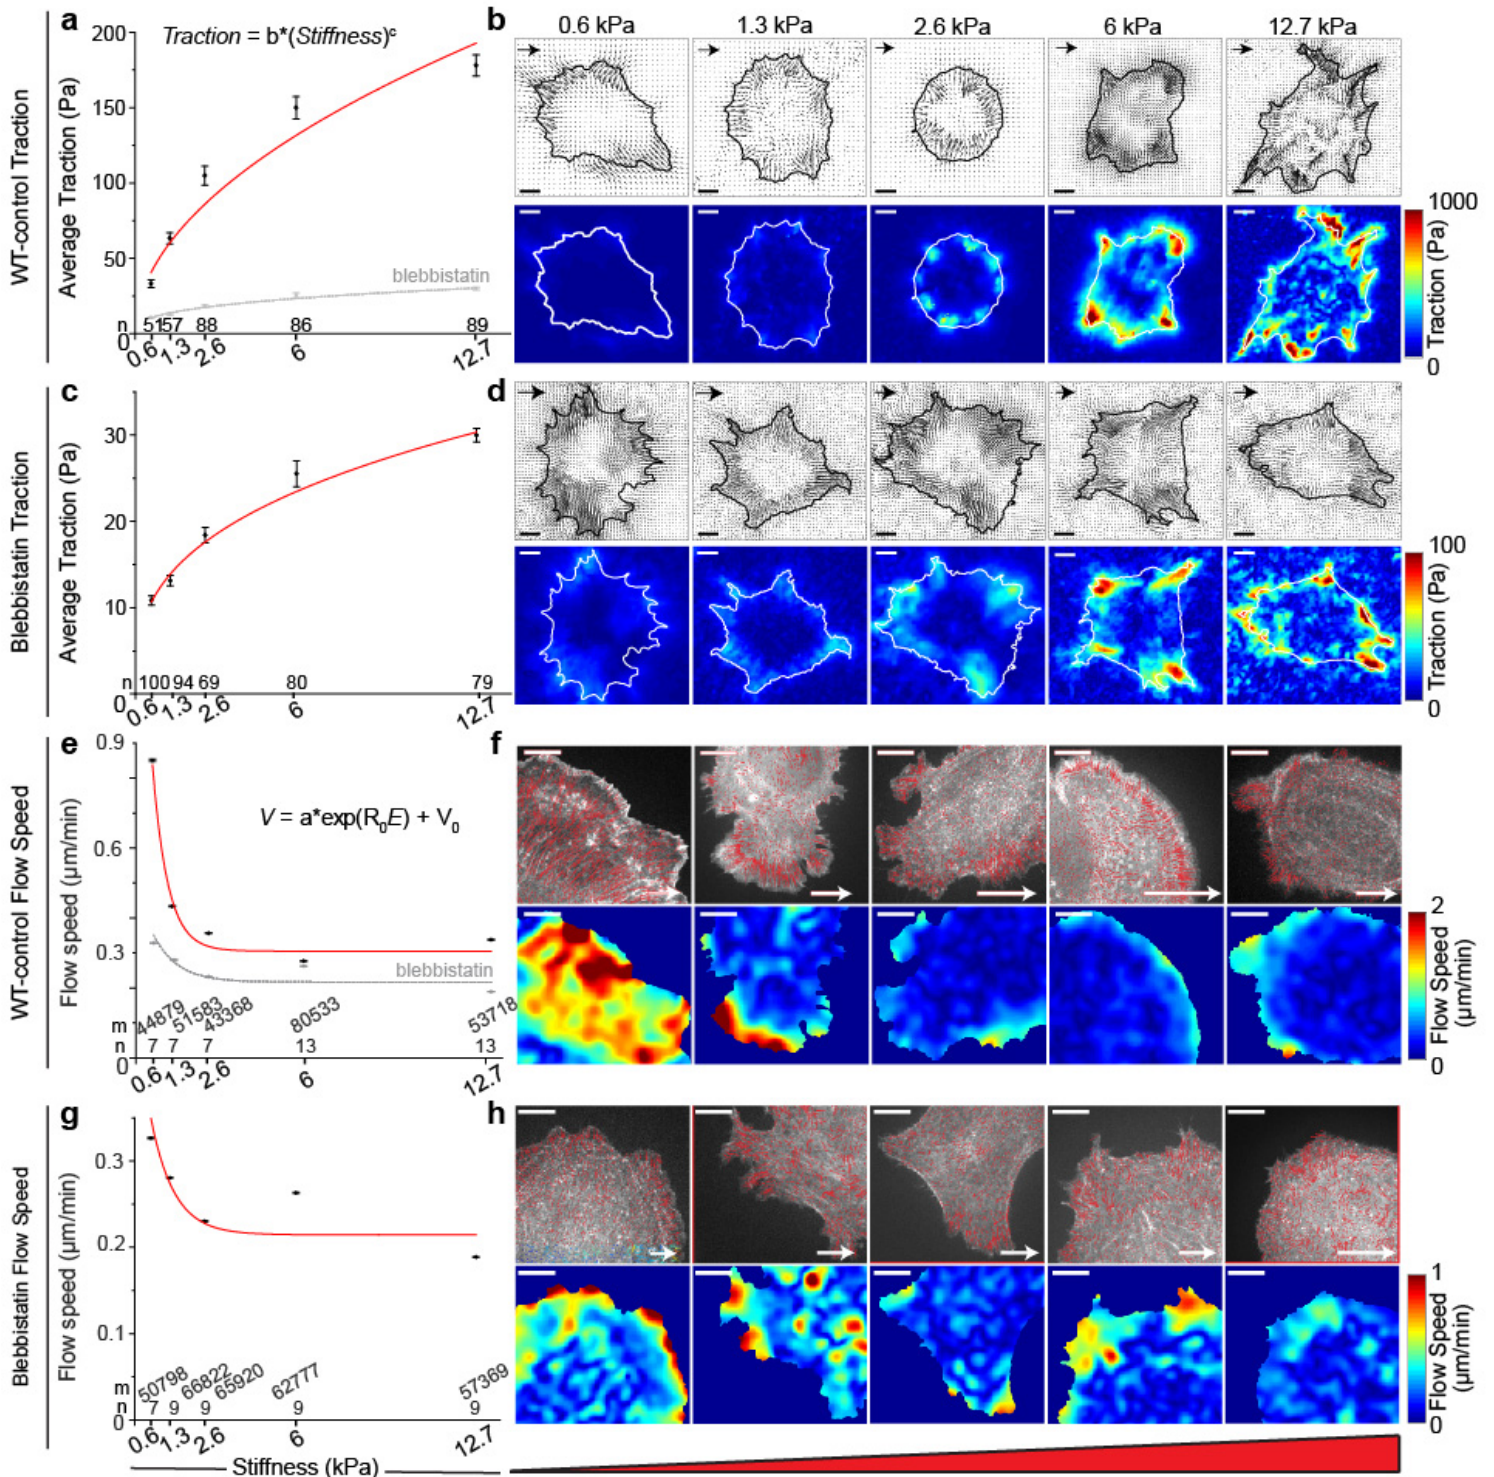 a
WT-control Traction
Average Traction (Pa)
Traction = b*(Stiffness)ᶜ
200
150
100
50
0
blebbistatin
n 51 57 88 86 89
0.6 1.3 2.6 6 12.7
b
0.6 kPa 1.3 kPa 2.6 kPa 6 kPa 12.7 kPa
1000
Traction (Pa)
0
c
Blebbistatin Traction
Average Traction (Pa)
30
20
10
0
n 100 94 69 80 79
0.6 1.3 2.6 6 12.7
d
100
Traction (Pa)
0
e
WT-control Flow Speed
Flow speed (µm/min)
V = a*exp(R₀E) + V₀
0.9
0.6
0.3
0
blebbistatin
m 44879 51583 43368 80533 53718
n 7 7 7 13 13
0.6 1.3 2.6 6 12.7
f
2
Flow Speed
(µm/min)
0
g
Blebbistatin Flow Speed
Flow speed (µm/min)
0.3
0.2
0.1
0
m 50798 66822 65920 62777 57369
n 7 9 9 9 9
0.6 1.3 2.6 6 12.7
Stiffness (kPa)
h
1
Flow Speed
(µm/min)
0